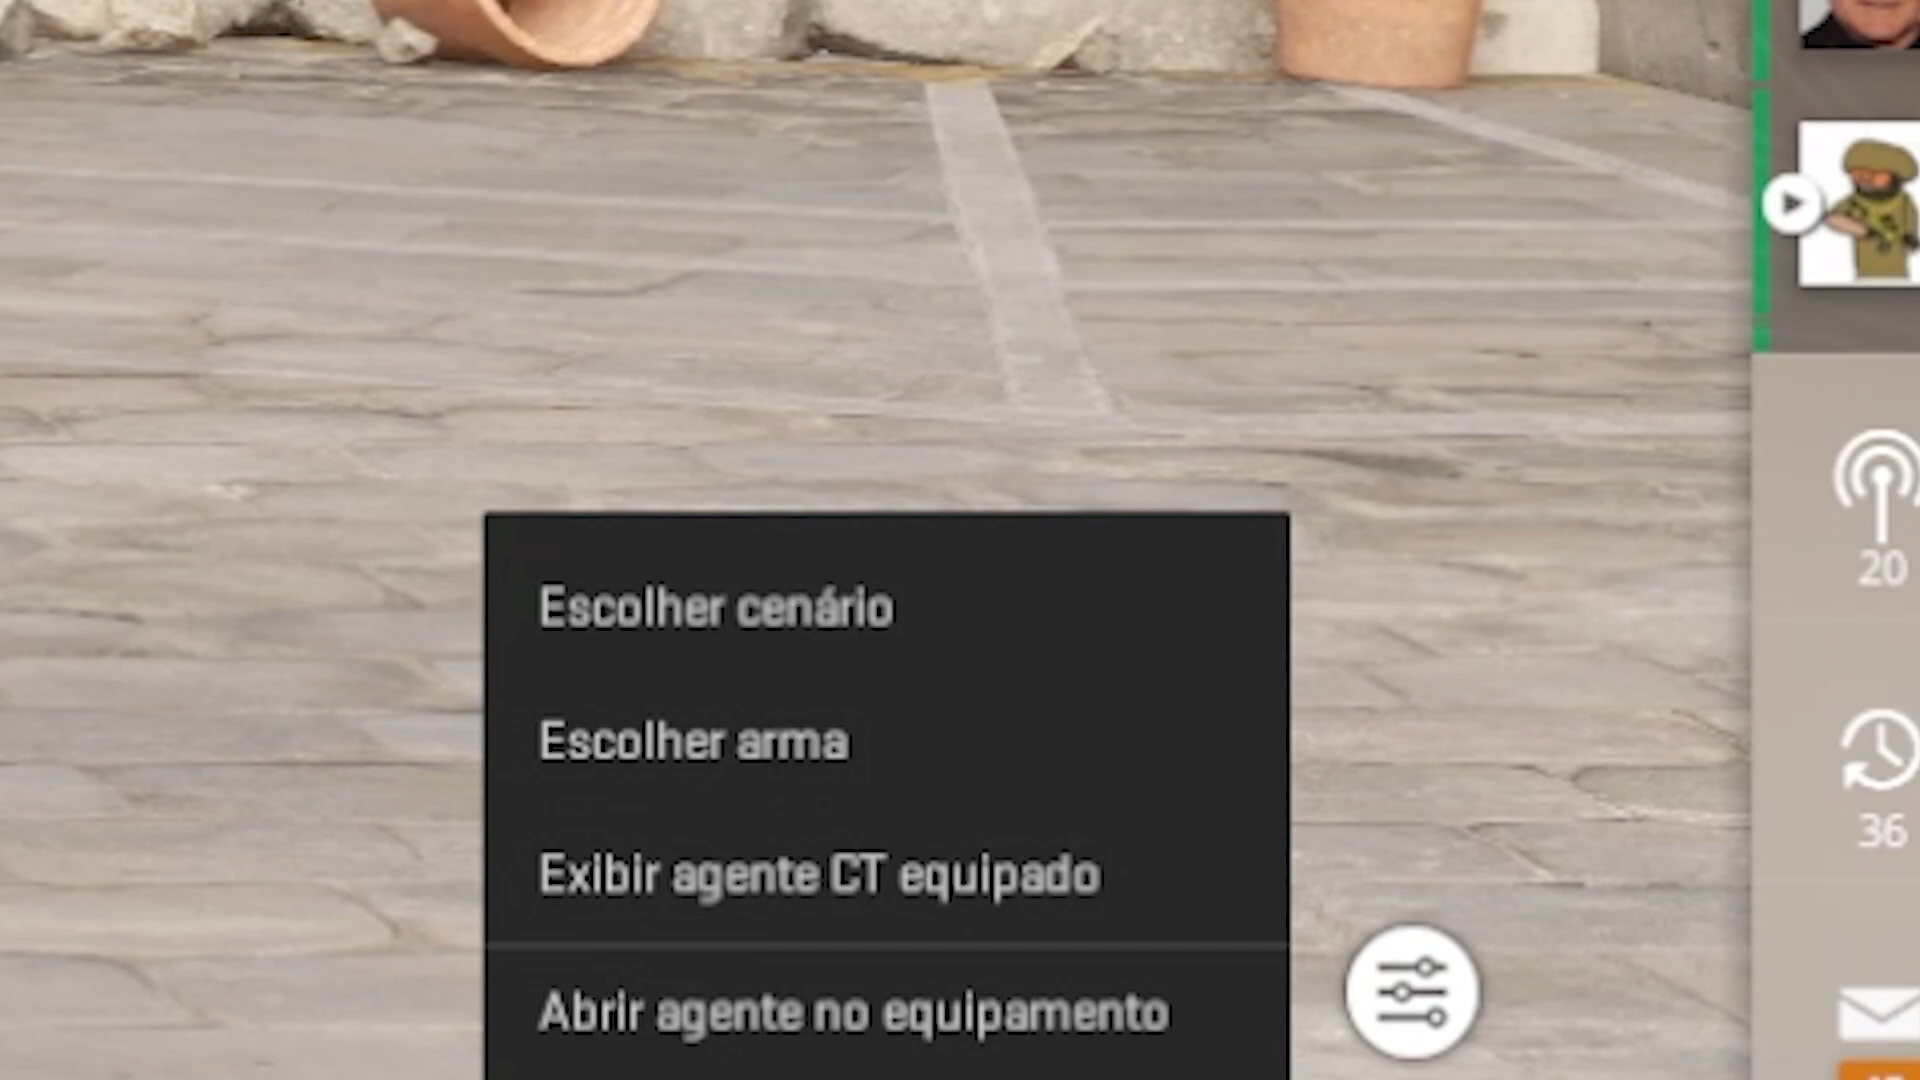 20
Escolher cenário
Escolher arma
36
Exibir agente CT equipado
Abrir agente no equipamento